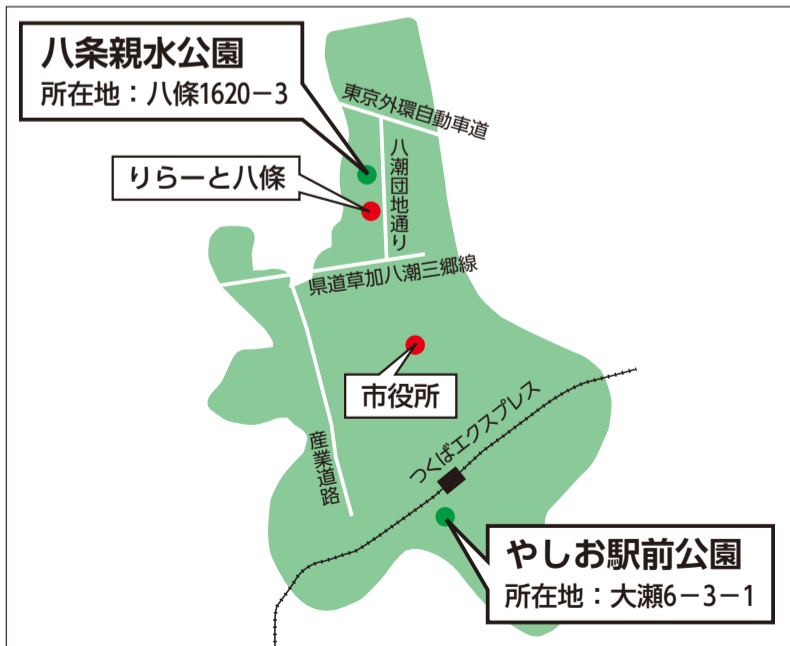 八条親水公園
所在地：八條1620－3
東京外環自動車道
りらーと八條
八潮団地通り
県道草加八潮三郷線
市役所
つくばエクスプレス
産業道路
やしお駅前公園
所在地：大瀬6－3－1